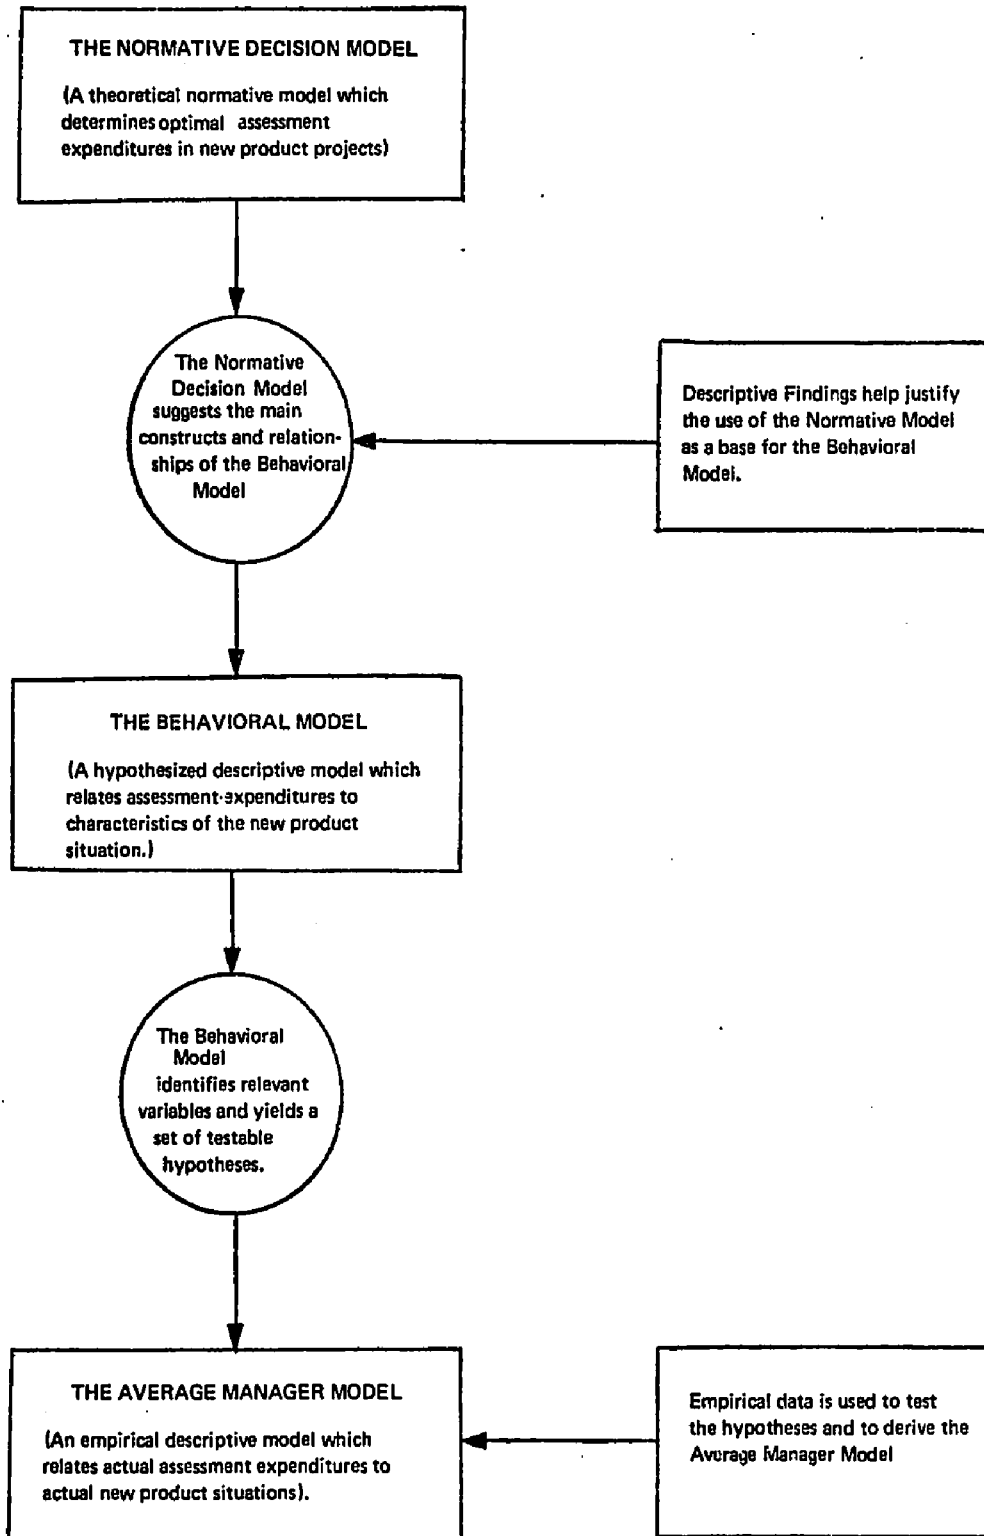 THE NORMATIVE DECISION MODEL
(A theoretical normative model which
determines optimal assessment
expenditures in new product projects)
The Normative
Decision Model
suggests the main
constructs and relation-
ships of the Behavioral
Model
Descriptive Findings help justify
the use of the Normative Model
as a base for the Behavioral
Model.
THE BEHAVIORAL MODEL
(A hypothesized descriptive model which
relates assessment expenditures to
characteristics of the new product
situation.)
The Behavioral
Model
identifies relevant
variables and yields a
set of testable
hypotheses.
THE AVERAGE MANAGER MODEL
(An empirical descriptive model which
relates actual assessment expenditures to
actual new product situations).
Empirical data is used to test
the hypotheses and to derive the
Average Manager Model